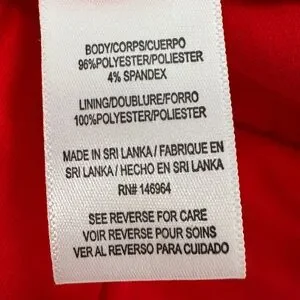 BODY/CORPS/CUERPO
96%POLYESTER/POLIESTER
4% SPANDEX
LINING/DOUBLURE/FORRO
100%POLYESTER/POLIESTER
MADE IN SRI LANKA / FABRIQUE EN
SRI LANKA / HECHO EN SRI LANKA
RN# 146964
SEE REVERSE FOR CARE
VOIR REVERSE POUR SOINS
VER AL REVERSO PARA CUIDADO